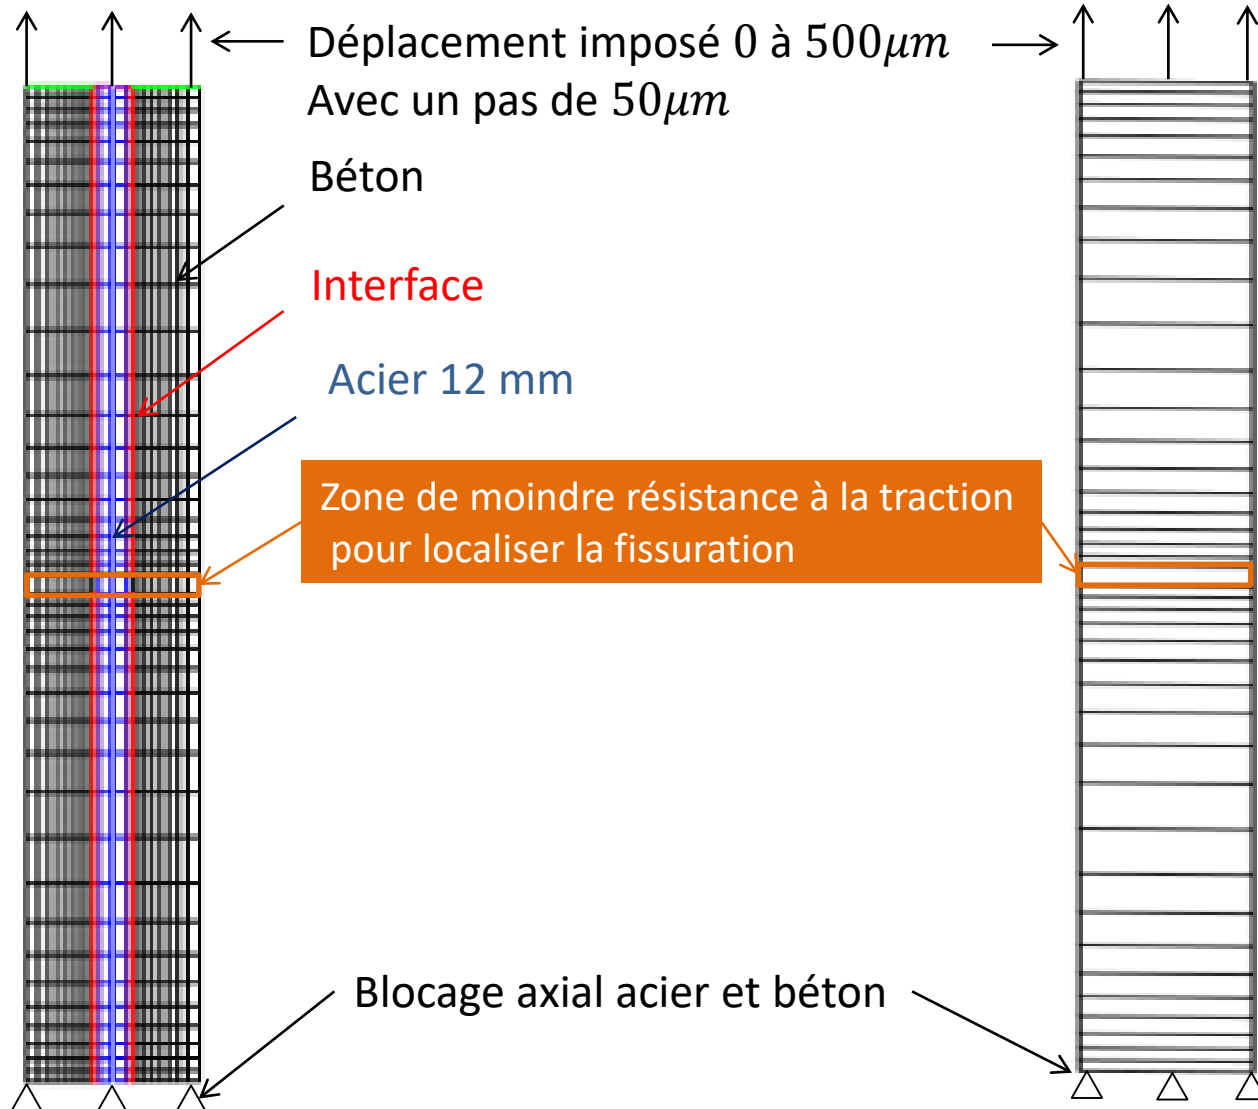 Déplacement imposé 0 à 500μm
Avec un pas de 50μm
Béton
Interface
Acier 12 mm
Zone de moindre résistance à la traction
pour localiser la fissuration
Blocage axial acier et béton